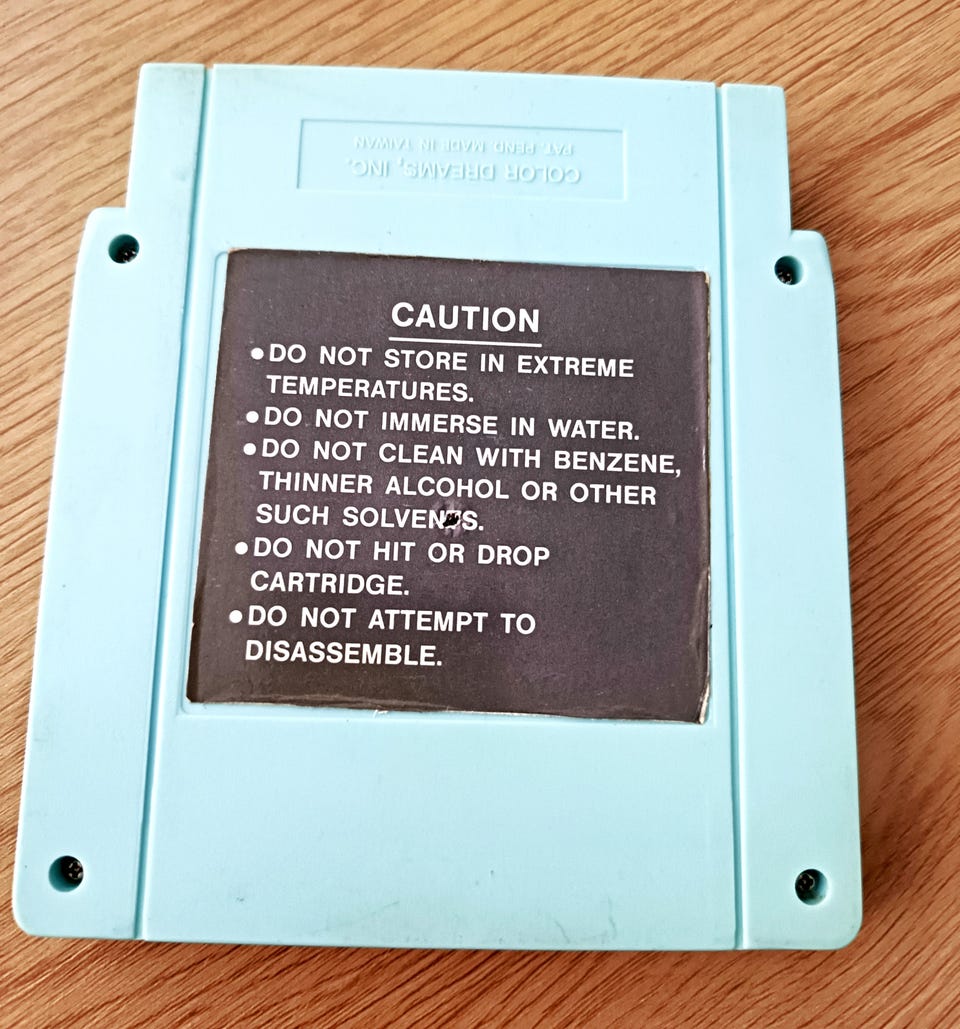 COLOR DREAMS, INC.
PAT. PEND. MADE IN TAIWAN
CAUTION
●DO NOT STORE IN EXTREME
TEMPERATURES.
●DO NOT IMMERSE IN WATER.
●DO NOT CLEAN WITH BENZENE,
THINNER ALCOHOL OR OTHER
SUCH SOLVENTS.
●DO NOT HIT OR DROP
CARTRIDGE.
●DO NOT ATTEMPT TO
DISASSEMBLE.